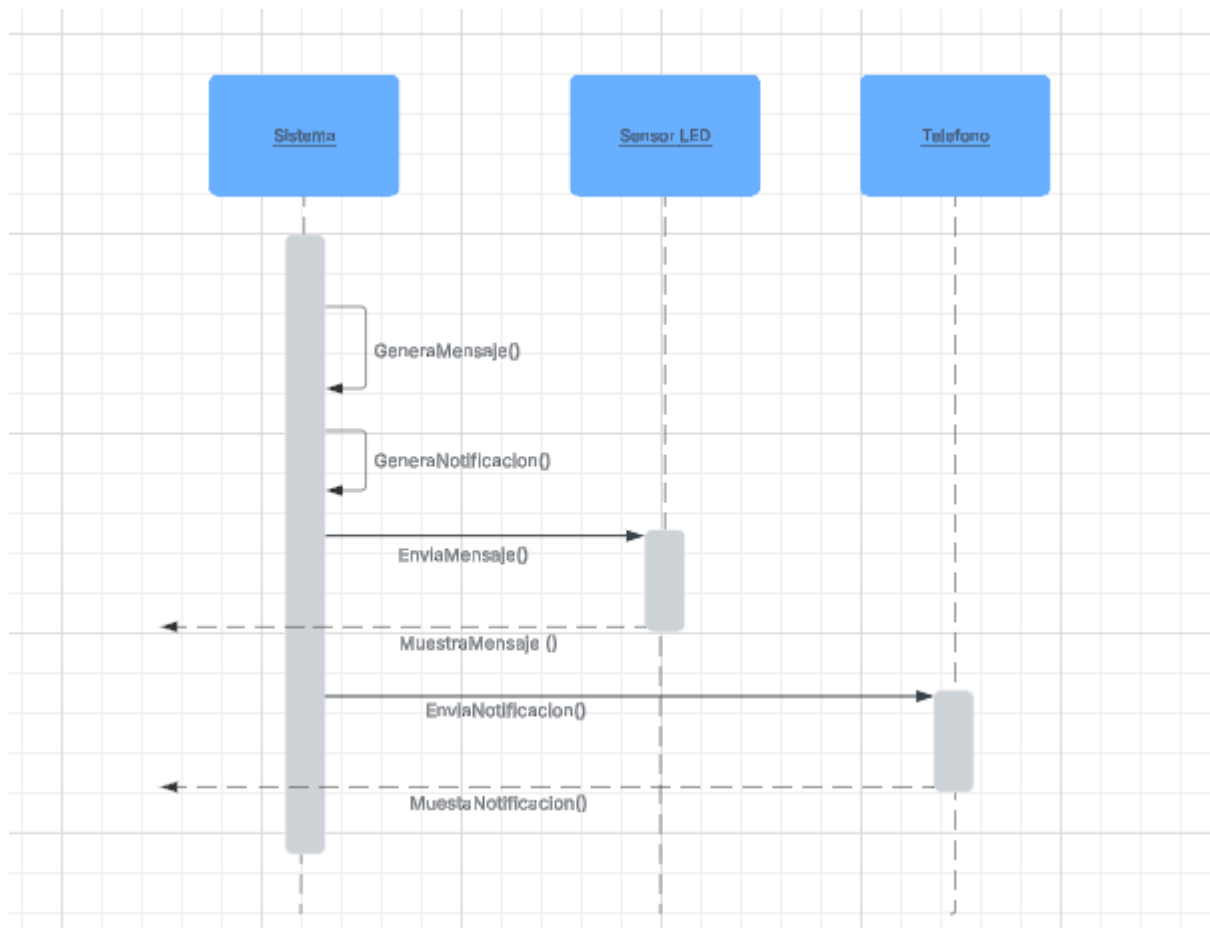 Sistema
Sensor LED
Telefono
GeneraMensaje()
GeneraNotificacion()
EnviaMensaje()
MuestraMensaje ()
EnviaNotificacion()
MuestaNotificacion()